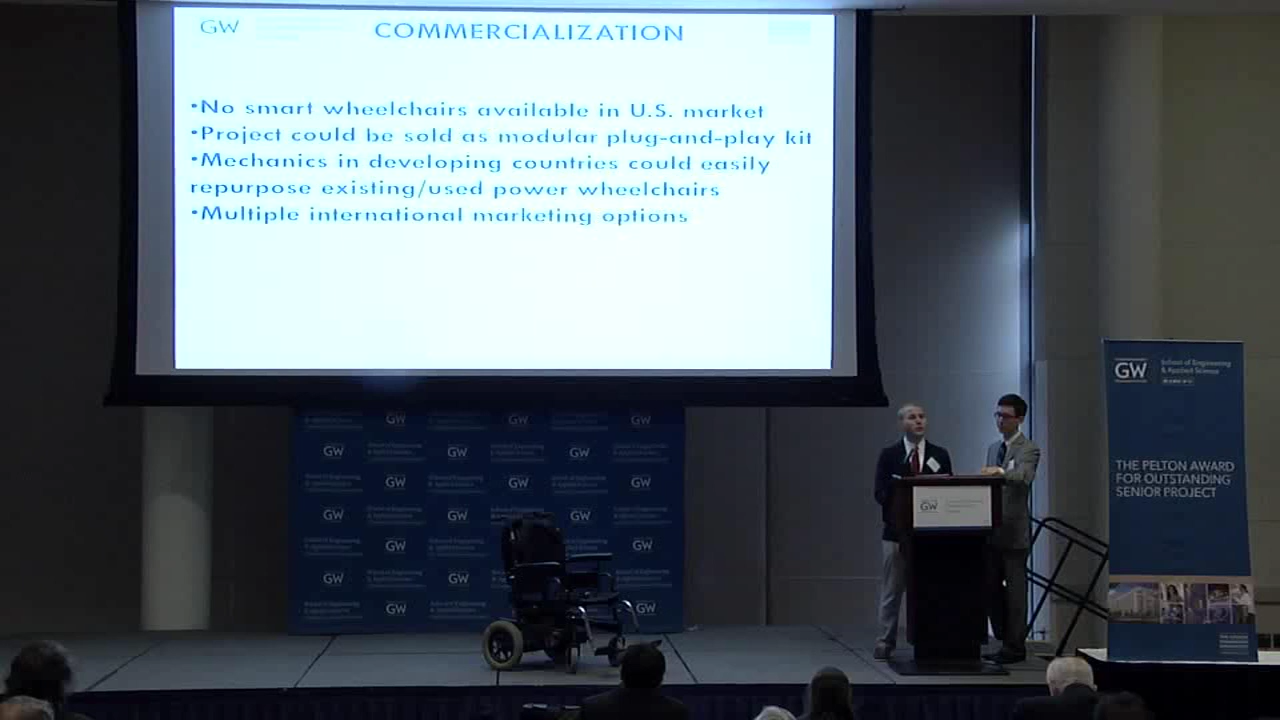 GW
COMMERCIALIZATION
•No smart wheelchairs available in U.S. market
•Project could be sold as modular plug-and-play kit
•Mechanics in developing countries could easily
repurpose existing/used power wheelchairs
•Multiple international marketing options
GW
School of Engineering
& Applied Science
THE PELTON AWARD
FOR OUTSTANDING
SENIOR PROJECT
GW